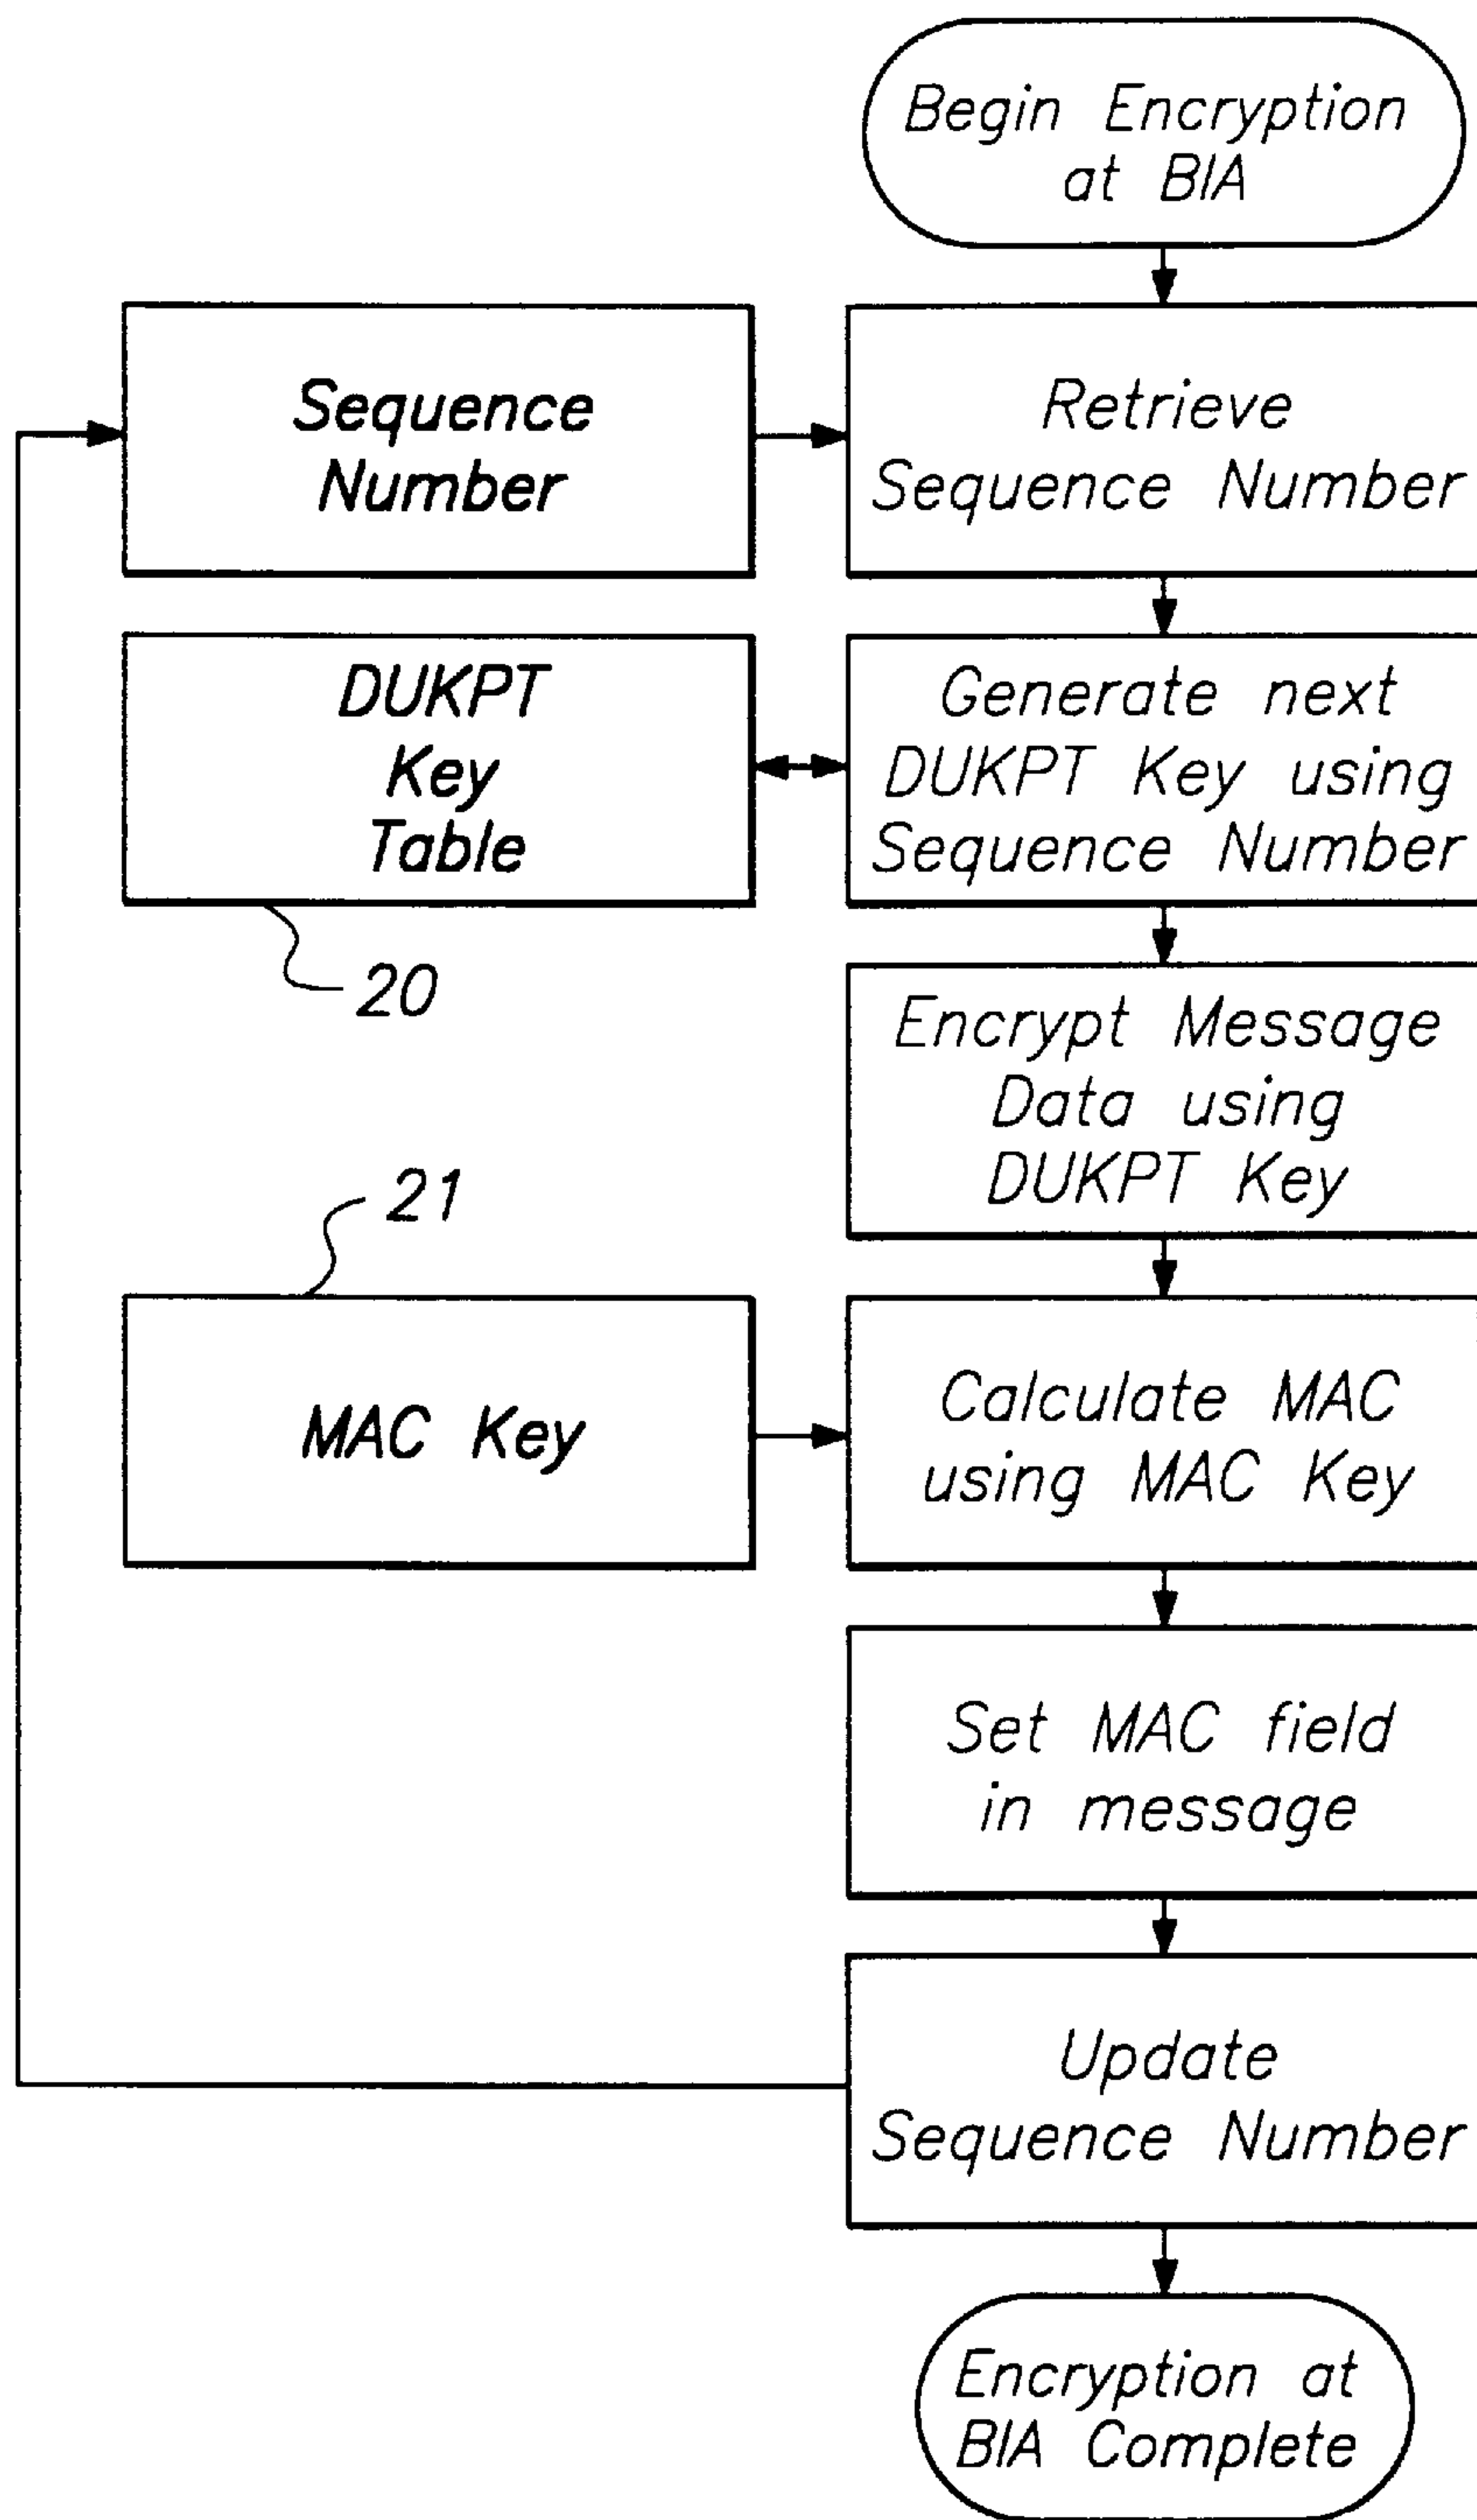 Begin Encryption
at BIA
Sequence
Number
Retrieve
Sequence Number
DUKPT
Key
Table
Generate next
DUKPT Key using
Sequence Number
20
Encrypt Message
Data using
DUKPT Key
21
MAC Key
Calculate MAC
using MAC Key
Set MAC field
in message
Update
Sequence Number
Encryption at
BIA Complete